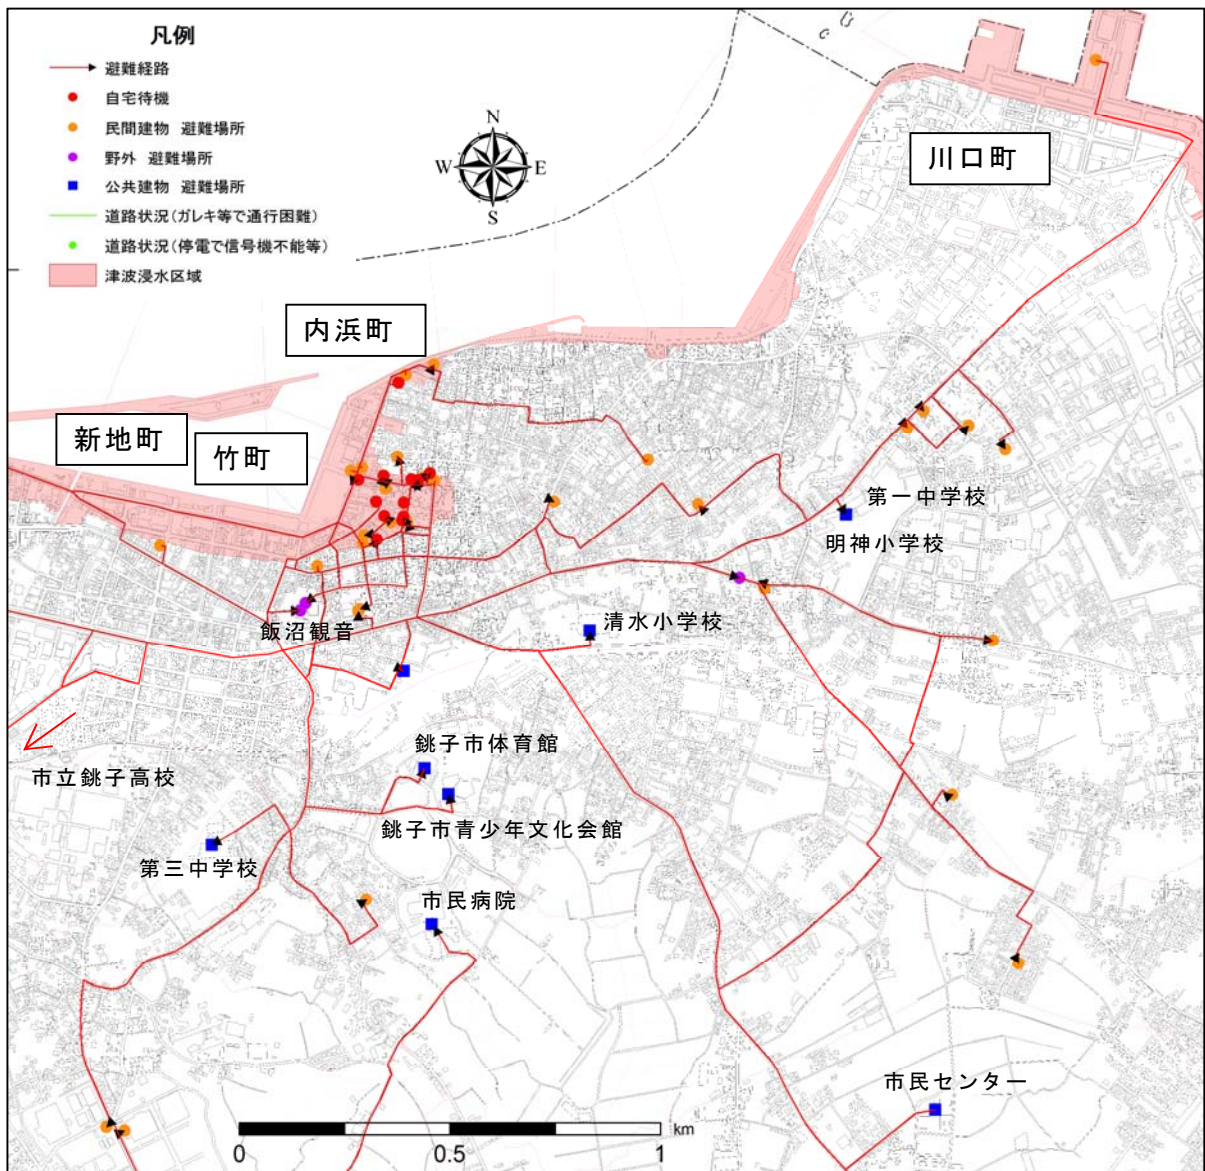 凡例
避難経路
自宅待機
民間建物 避難場所
野外 避難場所
公共建物 避難場所
道路状況(ガレキ等で通行困難)
道路状況(停電で信号機不能等)
津波浸水区域
N
W E
S
川口町
内浜町
新地町
竹町
第一中学校
明神小学校
清水小学校
飯沼観音
銚子市体育館
市立銚子高校
銚子市青少年文化会館
第三中学校
市民病院
市民センター
km
0 0.5 1